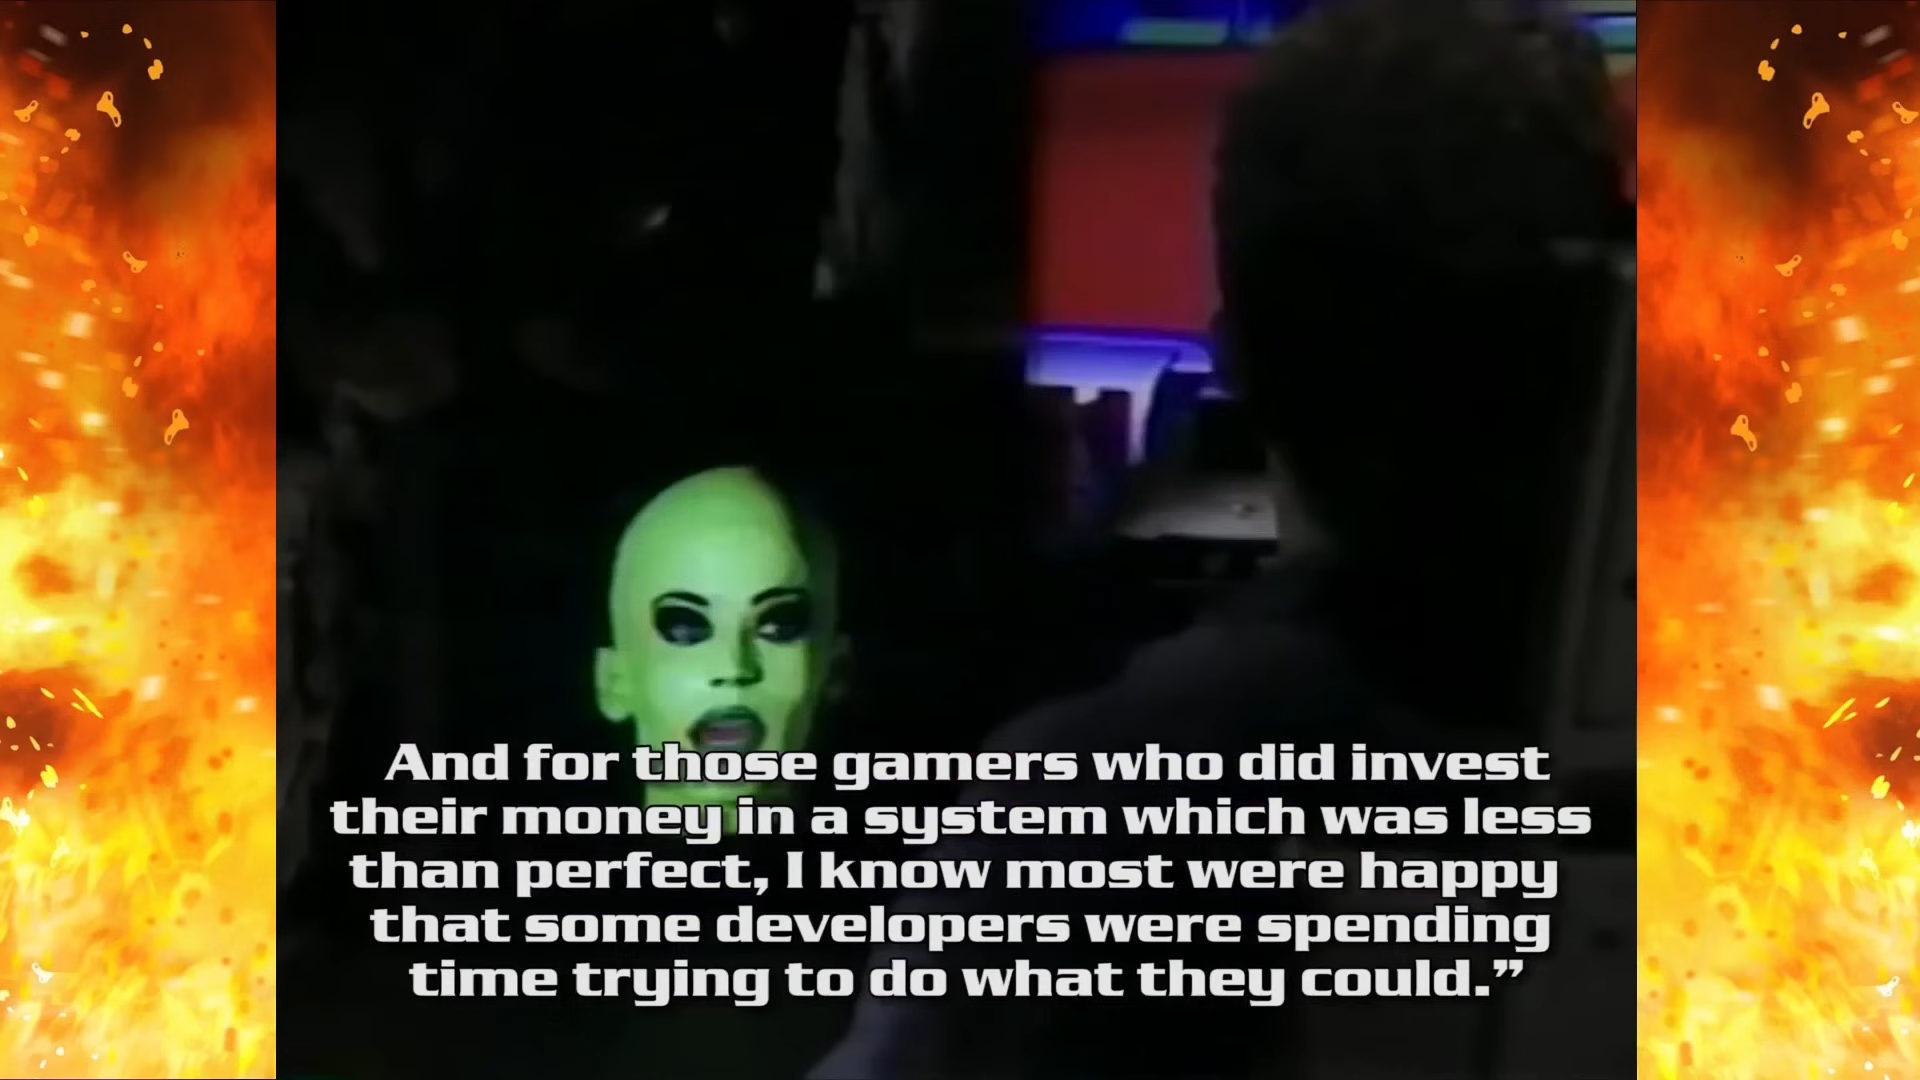 And for those gamers who did invest
their money in a system which was less
than perfect, I know most were happy
that some developers were spending
time trying to do what they could.”